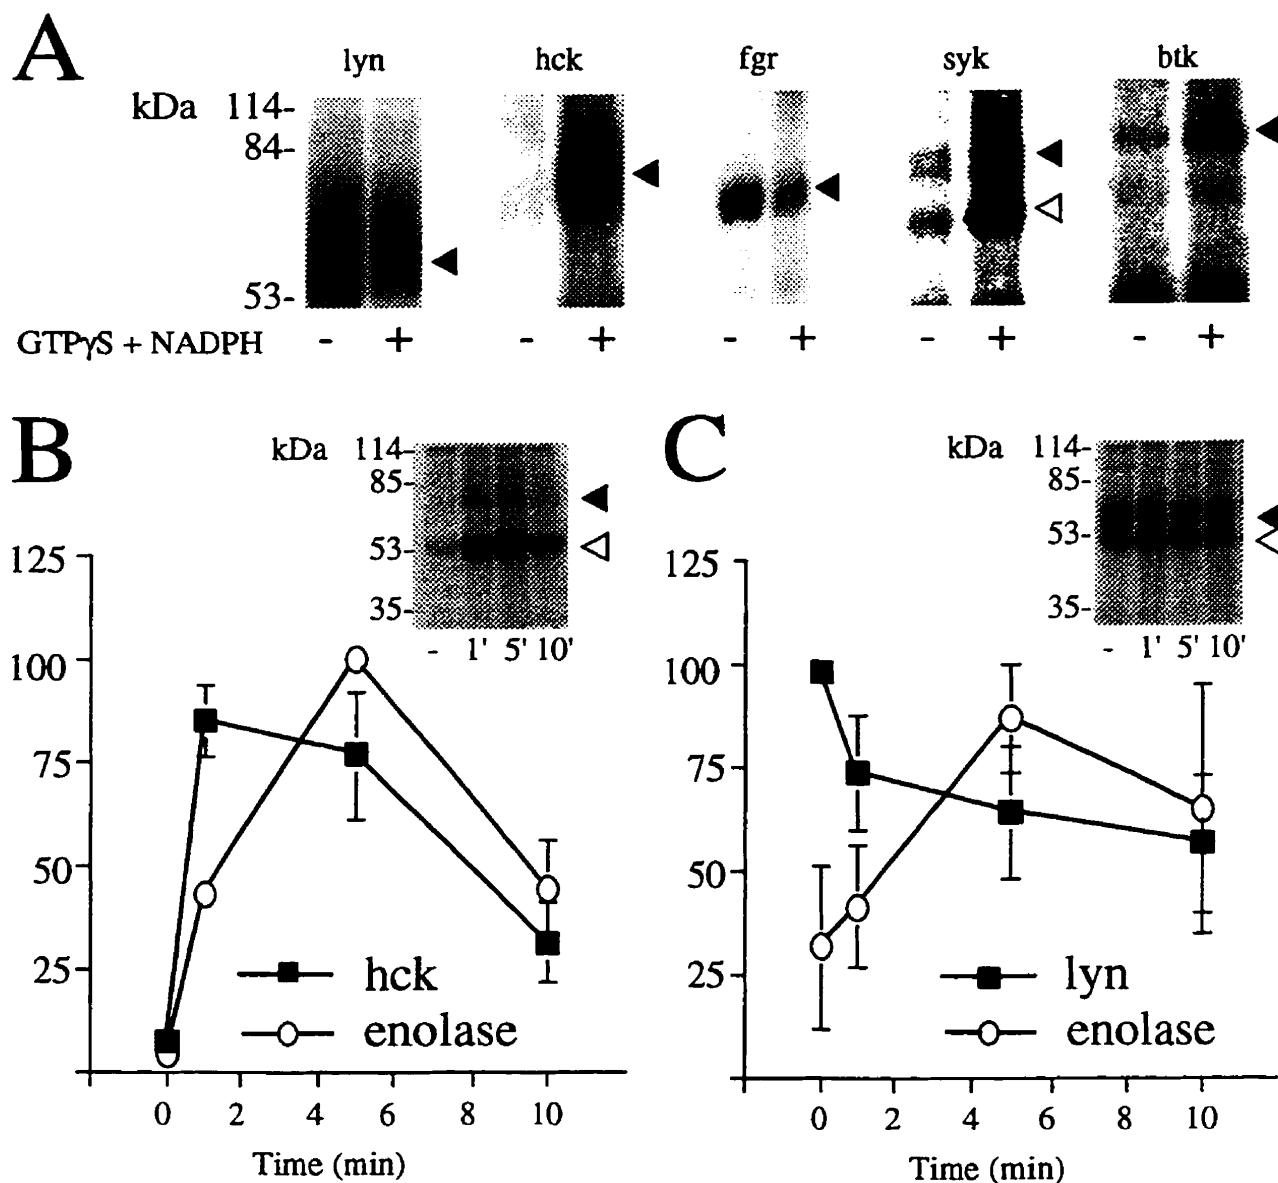 A
lyn hck fgr syk btk
kDa 114-
84-
53-
GTPγS + NADPH - + - + - + - + - +
B
kDa 114-
85-
53-
35-
- 1' 5' 10'
125
100
75
50
25
hck
enolase
0 2 4 6 8 10
Time (min)
C
kDa 114-
85-
53-
35-
- 1' 5' 10'
125
100
75
50
25
lyn
enolase
0 2 4 6 8 10
Time (min)